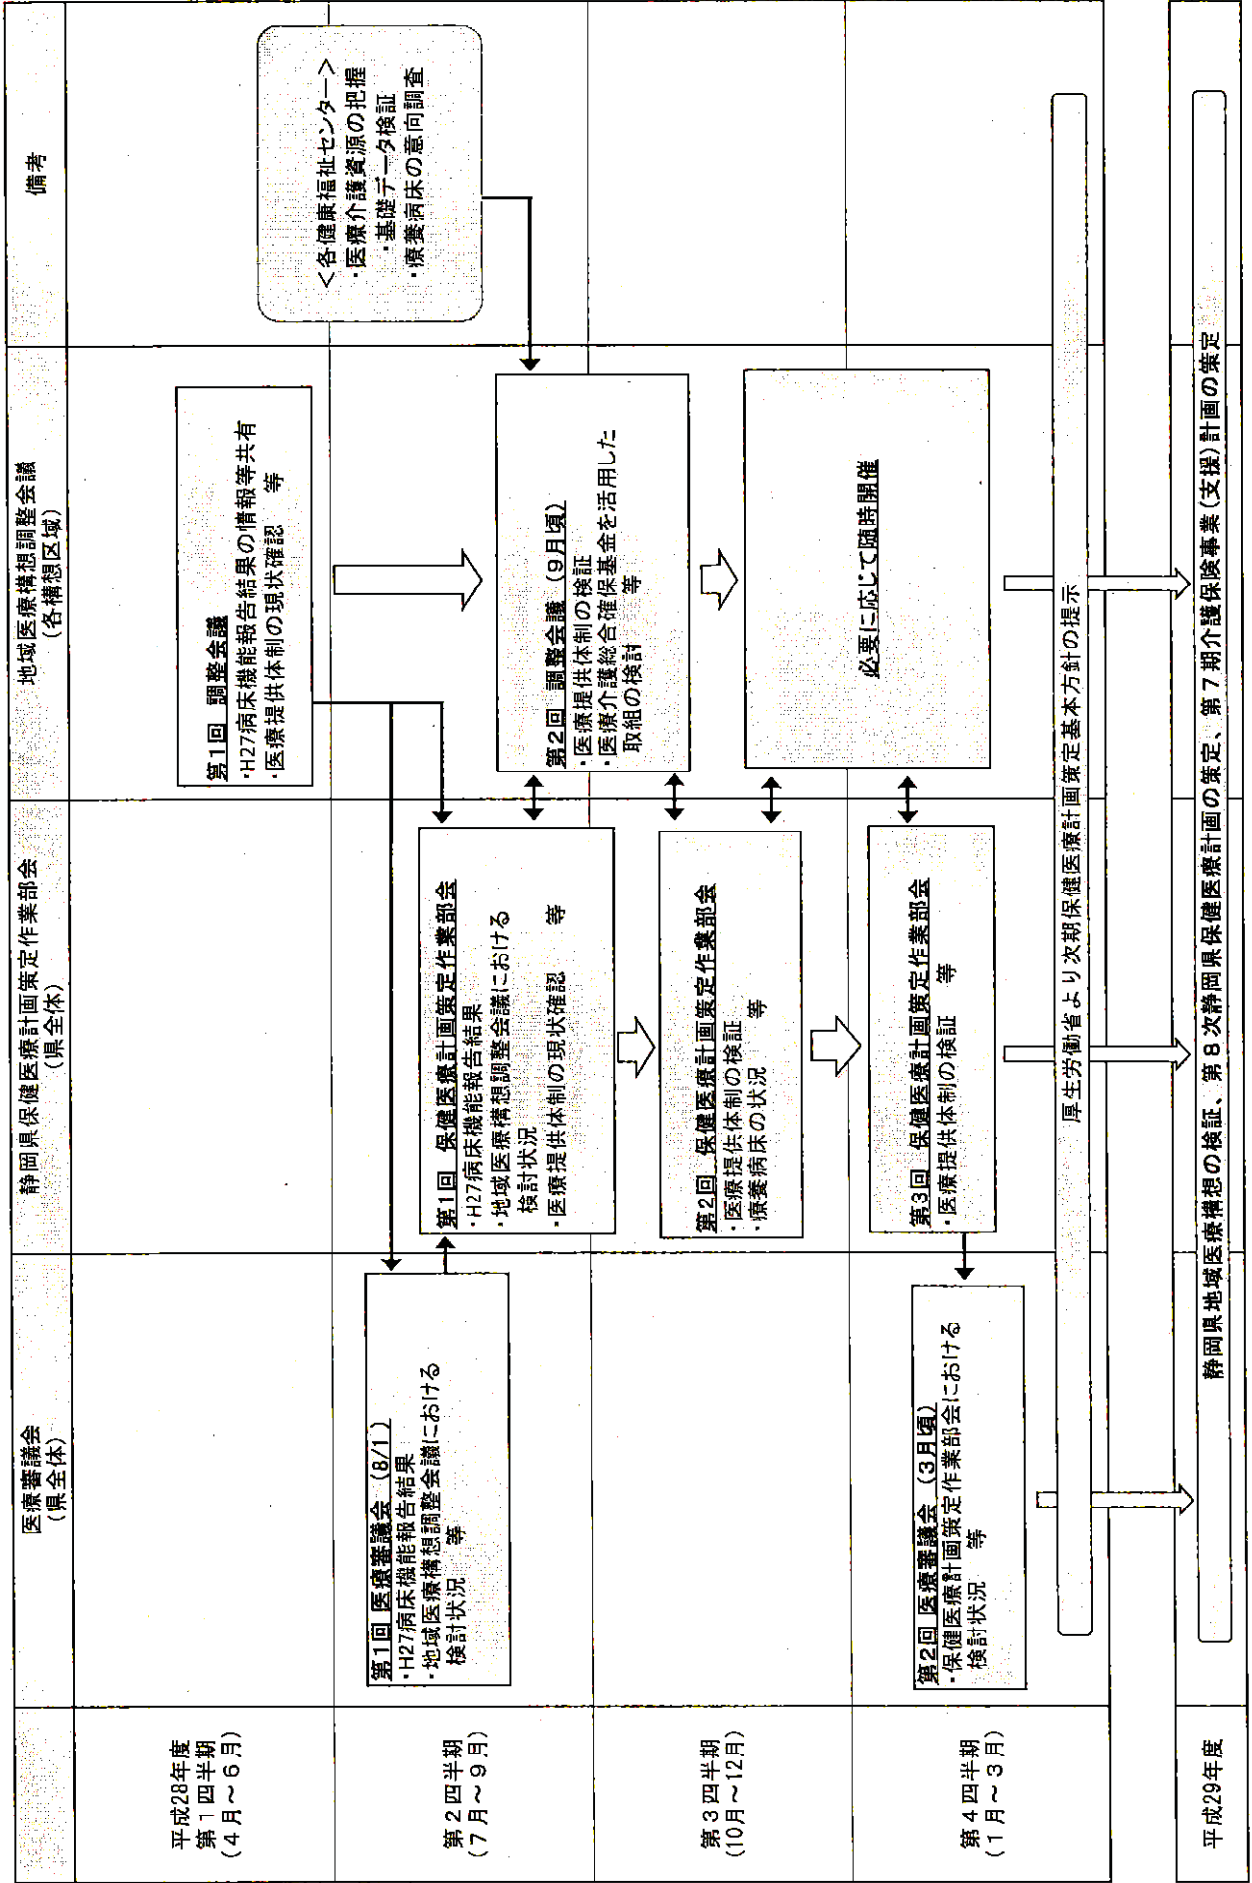 医療審議会
（県全体）
静岡県保健医療計画策定作業部会
（県全体）
地域医療構想調整会議
（各構想区域）
備考
平成28年度
第１四半期
（４月～６月）
第1回 調整会議
・H27病床機能報告結果の情報等共有
・医療提供体制の現状確認　等
＜各健康福祉センター＞
・医療介護資源の把握
・基礎データ検証
・療養病床の意向調査
第２四半期
（７月～９月）
第1回 医療審議会（8/1）
・H27病床機能報告結果
・地域医療構想調整会議における
検討状況　等
第1回 保健医療計画策定作業部会
・H27病床機能報告結果
・地域医療構想調整会議における
検討状況
・医療提供体制の現状確認　等
第2回 調整会議（9月頃）
・医療提供体制の検証
・医療介護総合確保基金を活用した
取組の検討　等
第３四半期
（10月～12月）
第2回 保健医療計画策定作業部会
・医療提供体制の検証
・療養病床の状況　等
必要に応じて随時開催
第４四半期
（１月～３月）
第2回 医療審議会（3月頃）
・保健医療計画策定作業部会における
検討状況　等
第3回 保健医療計画策定作業部会
・医療提供体制の検証　等
厚生労働省より次期保健医療計画策定基本方針の提示
平成29年度
静岡県地域医療構想の検証、第８次静岡県保健医療計画の策定、第７期介護保険事業（支援）計画の策定